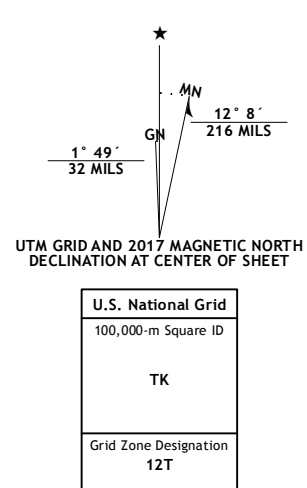 ★
MN
12° 8´
216 MILS
GN
1° 49´
32 MILS
UTM GRID AND 2017 MAGNETIC NORTH
DECLINATION AT CENTER OF SHEET
U.S. National Grid
100,000-m Square ID
TK
Grid Zone Designation
12T